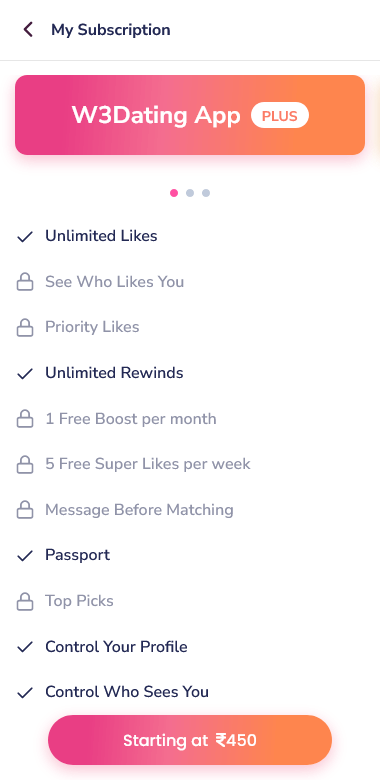 My Subscription
W3Dating App PLUS
Unlimited Likes
See Who Likes You
Priority Likes
Unlimited Rewinds
1 Free Boost per month
5 Free Super Likes per week
Message Before Matching
Passport
Top Picks
Control Your Profile
Control Who Sees You
Starting at ₹450